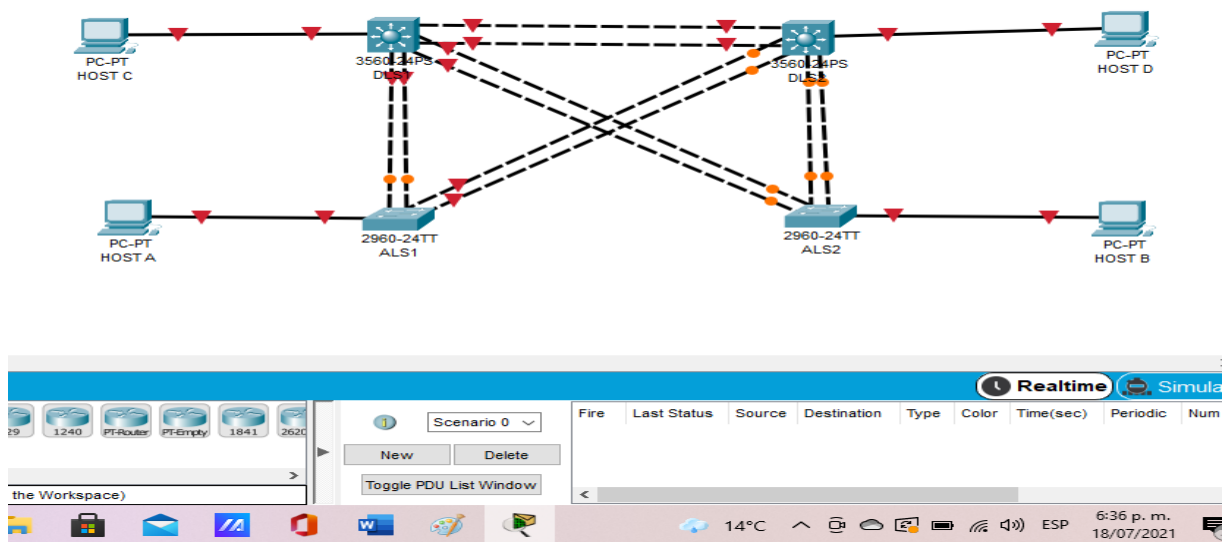 PC-PT
HOST C
3560-24PS
DLS1
3560-24PS
DLS2
PC-PT
HOST D
PC-PT
HOST A
2960-24TT
ALS1
2960-24TT
ALS2
PC-PT
HOST B
Realtime
Simula
29
1240
PT-Router
PT-Empty
1841
2620
Scenario 0
New
Delete
Toggle PDU List Window
Fire Last Status Source Destination Type Color Time(sec) Periodic Num
the Workspace)
14°C
ESP
6:36 p. m.
18/07/2021